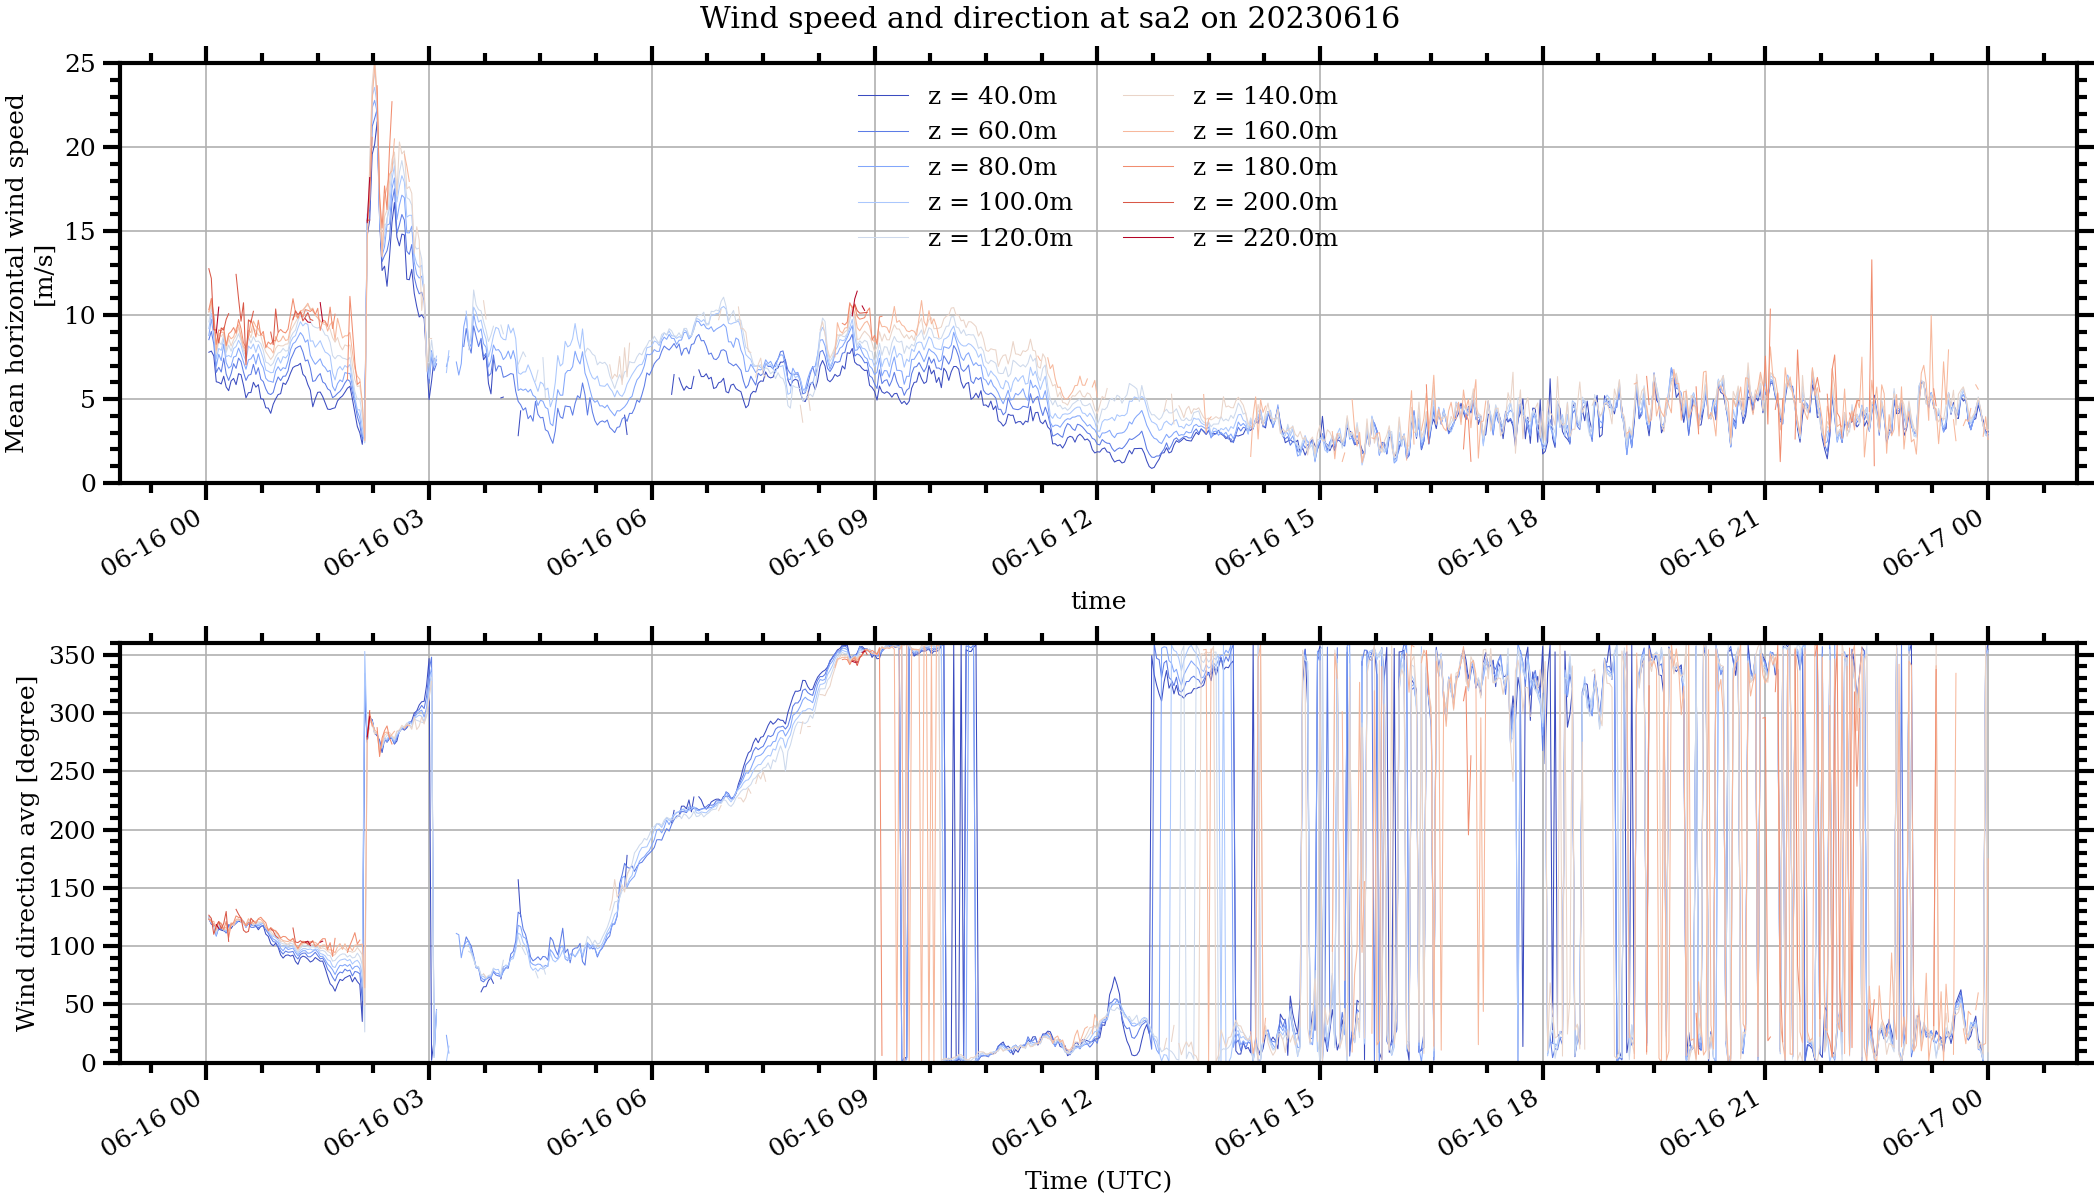 Wind speed and direction at sa2 on 20230616
Mean horizontal wind speed
[m/s]
25
20
15
10
5
0
z = 40.0m
z = 60.0m
z = 80.0m
z = 100.0m
z = 120.0m
z = 140.0m
z = 160.0m
z = 180.0m
z = 200.0m
z = 220.0m
06-16 00
06-16 03
06-16 06
06-16 09
06-16 12
06-16 15
06-16 18
06-16 21
06-17 00
time
Wind direction avg [degree]
350
300
250
200
150
100
50
0
06-16 00
06-16 03
06-16 06
06-16 09
06-16 12
06-16 15
06-16 18
06-16 21
06-17 00
Time (UTC)